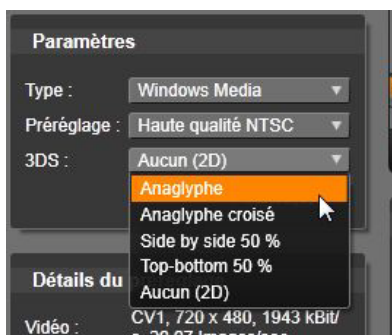 Paramètres
Type : Windows Media
Préréglage : Haute qualité NTSC
3DS : Aucun (2D)
Anaglyphe
Anaglyphe croisé
Side by side 50 %
Top-bottom 50 %
Aucun (2D)
Détails du
Vidéo : CV1, 720 x 480, 1943 kBit/